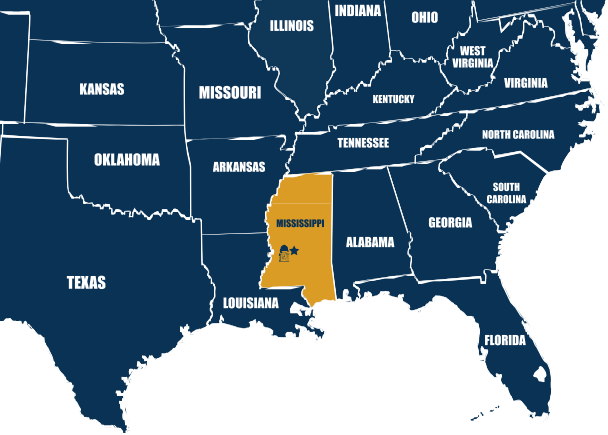 INDIANA
OHIO
ILLINOIS
WEST
VIRGINIA
KANSAS
MISSOURI
KENTUCKY
VIRGINIA
OKLAHOMA
ARKANSAS
TENNESSEE
NORTH CAROLINA
SOUTH
CAROLINA
MISSISSIPPI
ALABAMA
GEORGIA
TEXAS
LOUISIANA
FLORIDA